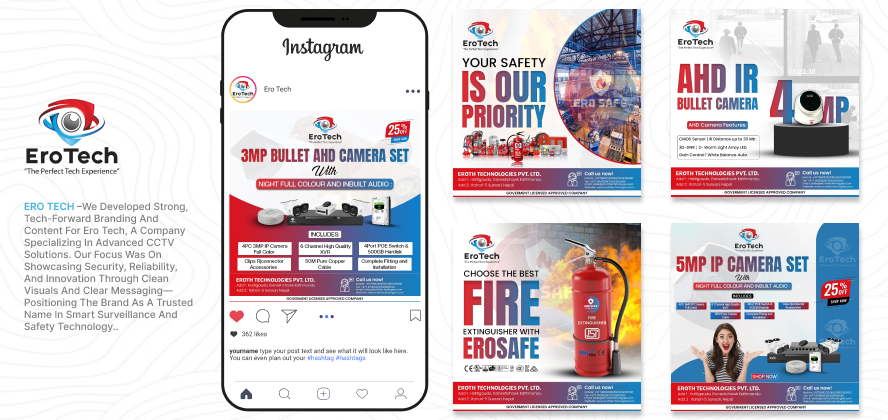 EroTech
"The Perfect Tech Experience"
ERO TECH –We Developed Strong,
Tech-Forward Branding And
Content For Ero Tech, A Company
Specializing In Advanced CCTV
Solutions. Our Focus Was On
Showcasing Security, Reliability,
And Innovation Through Clean
Visuals And Clear Messaging—
Positioning The Brand As A Trusted
Name In Smart Surveillance And
Safety Technology..
Instagram
Ero Tech
EroTech
25%
OFF
3MP BULLET AHD CAMERA SET
With
NIGHT FULL COLOUR AND INBUILT AUDIO
INCLUDES:
4PC 3MP IP Camera
Full Color
6 Channel High Quality
XVR
4Port POE Switch &
500GB Hardisk
Clips Rjconnector
Accessories
50M Pure Copper
Cable
Complete Fitting and
Installation
EROTH TECHNOLOGIES PVT. LTD.
Call us now!
GOVERMENT LICENSED APPROVED COMPANY
362 likes
yourname type your post text and see what it will look like here.
You can even plan out your #hashtag #hashtags
EroTech
YOUR SAFETY
IS OUR
PRIORITY
ERO SAFE
EROTH TECHNOLOGIES PVT. LTD.
Call us now!
GOVERMENT LICENSED APPROVED COMPANY
EroTech
AHD IR
BULLET CAMERA
4MP
AHD Camera Features
EROTH TECHNOLOGIES PVT. LTD.
Call us now!
GOVERMENT LICENSED APPROVED COMPANY
EroTech
CHOOSE THE BEST
FIRE
EXTINGUISHER WITH
EROSAFE
FIRE
EXTINGUISHER
EROTH TECHNOLOGIES PVT. LTD.
Call us now!
GOVERMENT LICENSED APPROVED COMPANY
EroTech
5MP IP CAMERA SET
With
NIGHT FULL COLOUR AND INBUILT AUDIO
INCLUDES
25%
OFF
SHOP NOW
SHOP NOW
EROTH TECHNOLOGIES PVT. LTD.
Call us now!
GOVERMENT LICENSED APPROVED COMPANY